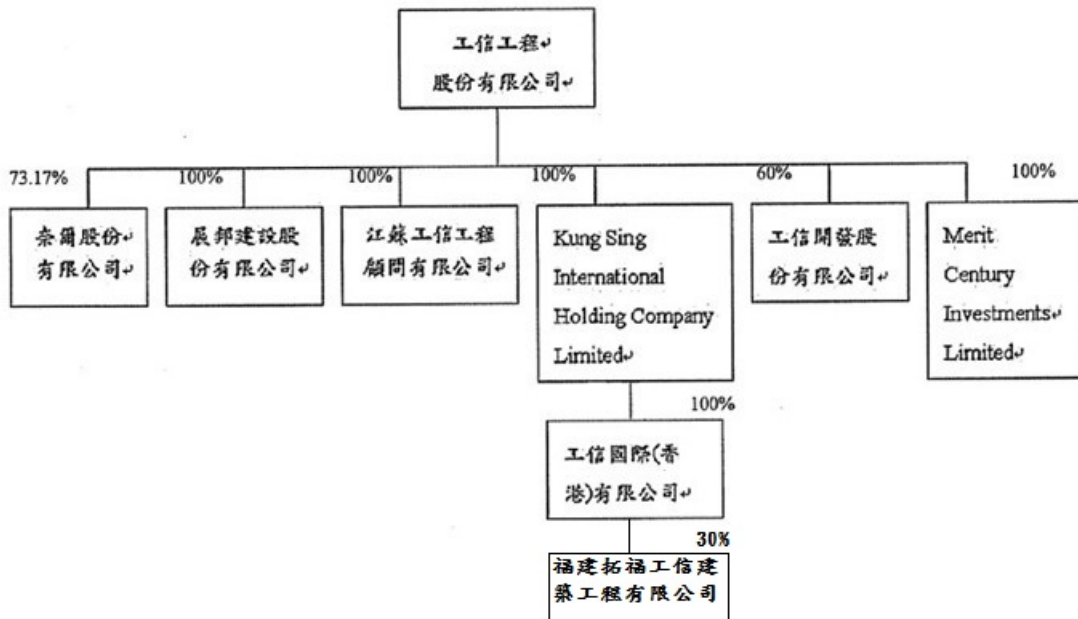 工信工程
股份有限公司
73.17%
100%
100%
100%
60%
100%
奈爾股份
有限公司
展邦建設股
份有限公司
江蘇工信工程
顧問有限公司
Kung Sing
International
Holding Company
Limited
工信開發股
份有限公司
Merit
Century
Investments
Limited
100%
工信國際(香
港)有限公司
30%
福建拓福工信建
築工程有限公司